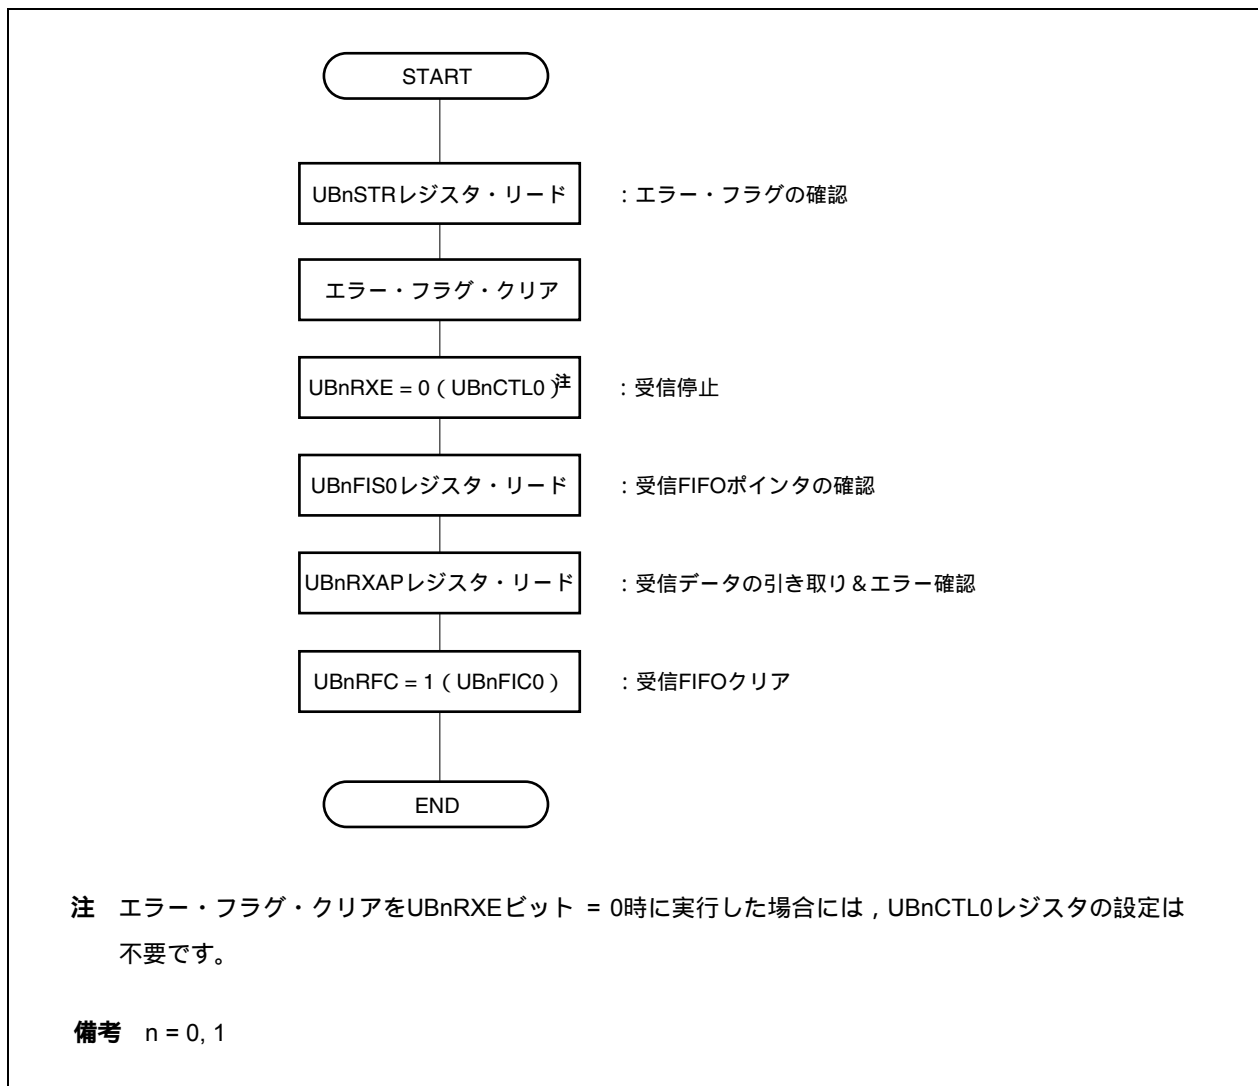 START
UBnSTRレジスタ・リード ：エラー・フラグの確認
エラー・フラグ・クリア
UBnRXE = 0（UBnCTL0）注 ：受信停止
UBnFIS0レジスタ・リード ：受信FIFOポインタの確認
UBnRXAPレジスタ・リード ：受信データの引き取り＆エラー確認
UBnRFC = 1（UBnFIC0） ：受信FIFOクリア
END
注 エラー・フラグ・クリアをUBnRXEビット = 0時に実行した場合には，UBnCTL0レジスタの設定は
不要です。
備考 n = 0, 1